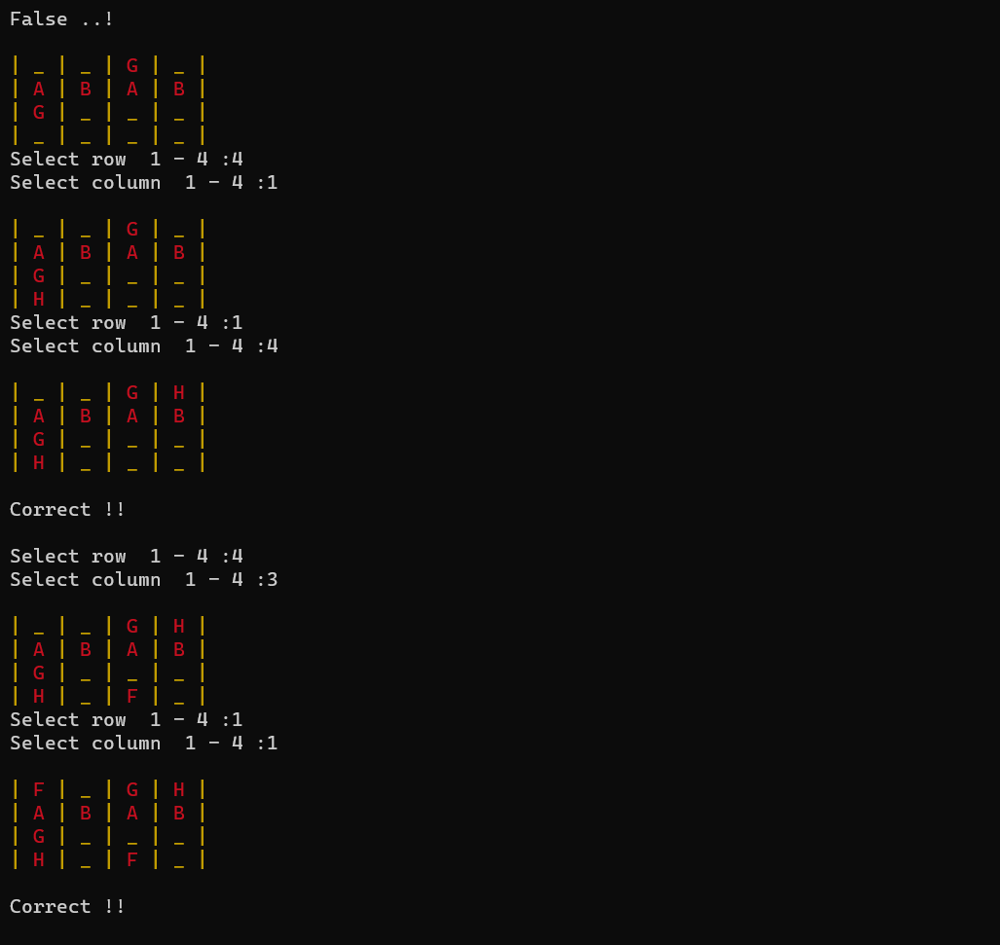 False ..!
| _ | _ | G | _ |
| A | B | A | B |
| G | _ | _ | _ |
| _ | _ | _ | _ |
Select row  1 - 4 :4
Select column  1 - 4 :1
| _ | _ | G | _ |
| A | B | A | B |
| G | _ | _ | _ |
| H | _ | _ | _ |
Select row  1 - 4 :1
Select column  1 - 4 :4
| _ | _ | G | H |
| A | B | A | B |
| G | _ | _ | _ |
| H | _ | _ | _ |
Correct !!
Select row  1 - 4 :4
Select column  1 - 4 :3
| _ | _ | G | H |
| A | B | A | B |
| G | _ | _ | _ |
| H | _ | F | _ |
Select row  1 - 4 :1
Select column  1 - 4 :1
| F | _ | G | H |
| A | B | A | B |
| G | _ | _ | _ |
| H | _ | F | _ |
Correct !!